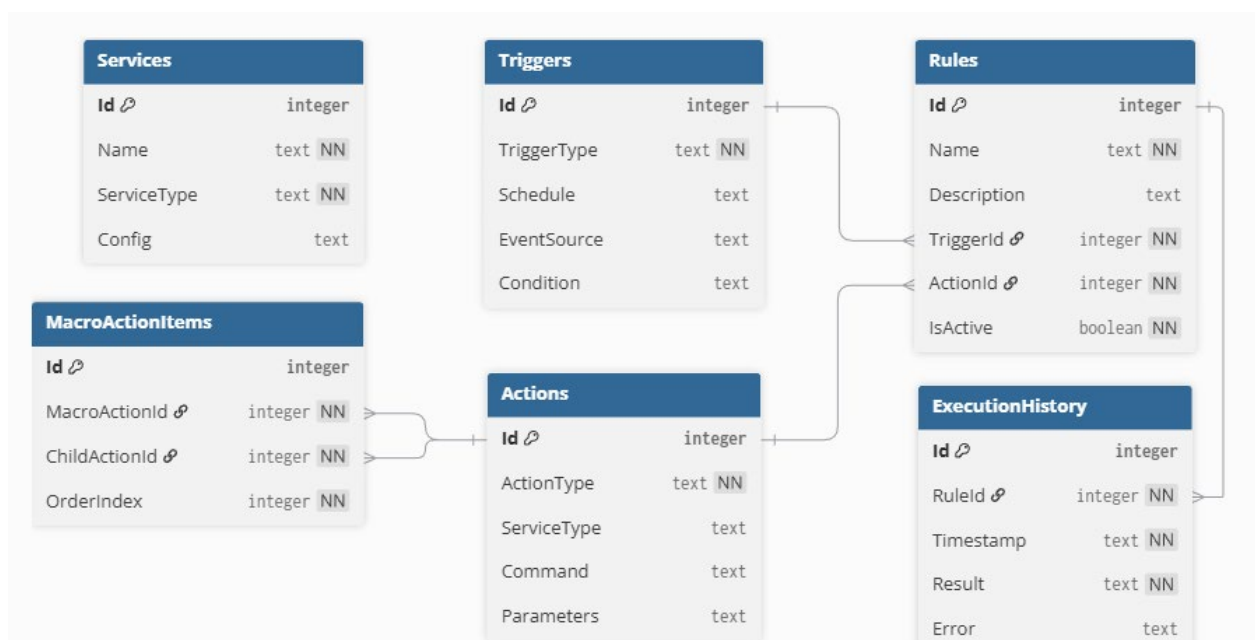 Services
Id integer
Name text NN
ServiceType text NN
Config text
Triggers
Id integer
TriggerType text NN
Schedule text
EventSource text
Condition text
Rules
Id integer
Name text NN
Description text
TriggerId integer NN
ActionId integer NN
IsActive boolean NN
MacroActionItems
Id integer
MacroActionId integer NN
ChildActionId integer NN
OrderIndex integer NN
Actions
Id integer
ActionType text NN
ServiceType text
Command text
Parameters text
ExecutionHistory
Id integer
RuleId integer NN
Timestamp text NN
Result text NN
Error text